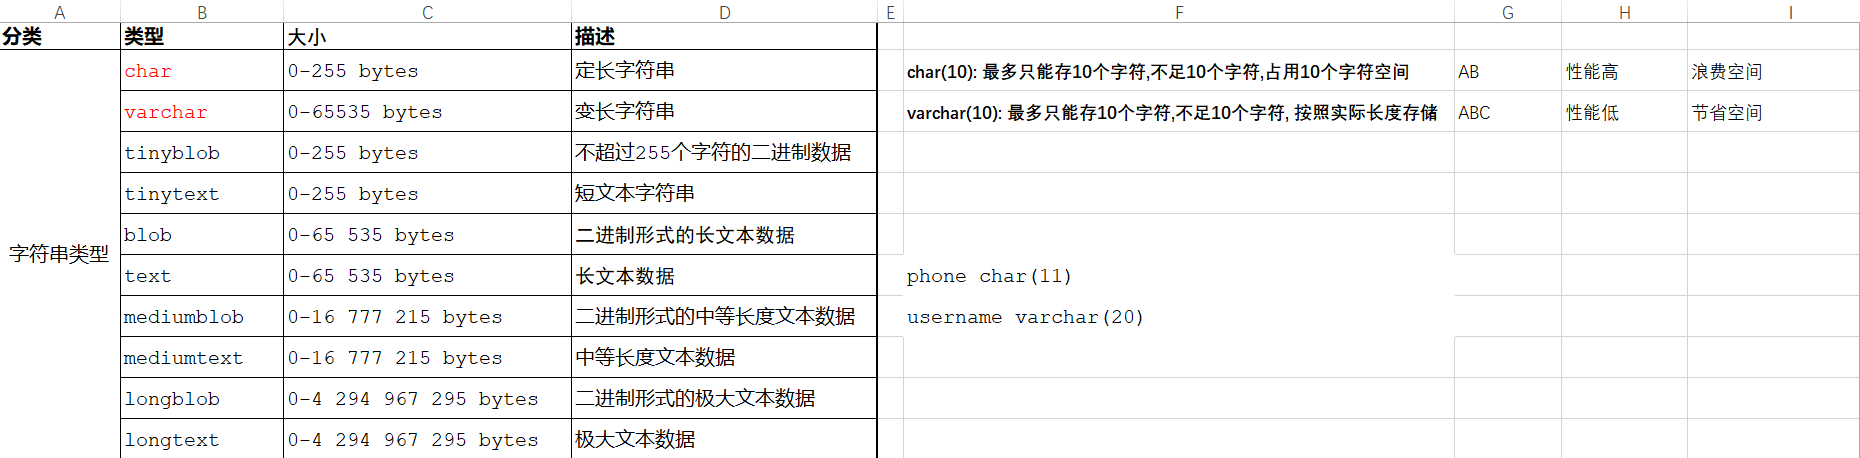 A B C D E F G H I
分类 类型 大小 描述
char 0-255 bytes 定长字符串 char(10): 最多只能存10个字符,不足10个字符,占用10个字符空间 AB 性能高 浪费空间
varchar 0-65535 bytes 变长字符串 varchar(10): 最多只能存10个字符,不足10个字符, 按照实际长度存储 ABC 性能低 节省空间
tinyblob 0-255 bytes 不超过255个字符的二进制数据
tinytext 0-255 bytes 短文本字符串
字符串类型 blob 0-65 535 bytes 二进制形式的长文本数据
text 0-65 535 bytes 长文本数据 phone char(11)
mediumblob 0-16 777 215 bytes 二进制形式的中等长度文本数据 username varchar(20)
mediumtext 0-16 777 215 bytes 中等长度文本数据
longblob 0-4 294 967 295 bytes 二进制形式的极大文本数据
longtext 0-4 294 967 295 bytes 极大文本数据